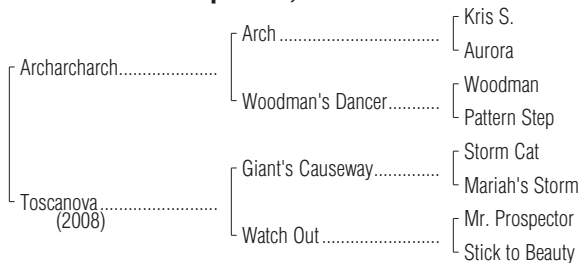 Kris S.
Arch ........................................
Aurora
Archarcharch.....................
Woodman
Woodman's Dancer...........
Pattern Step
Storm Cat
Giant's Causeway..............
Mariah's Storm
Toscanova.........................
(2008)
Mr. Prospector
Watch Out .........................
Stick to Beauty